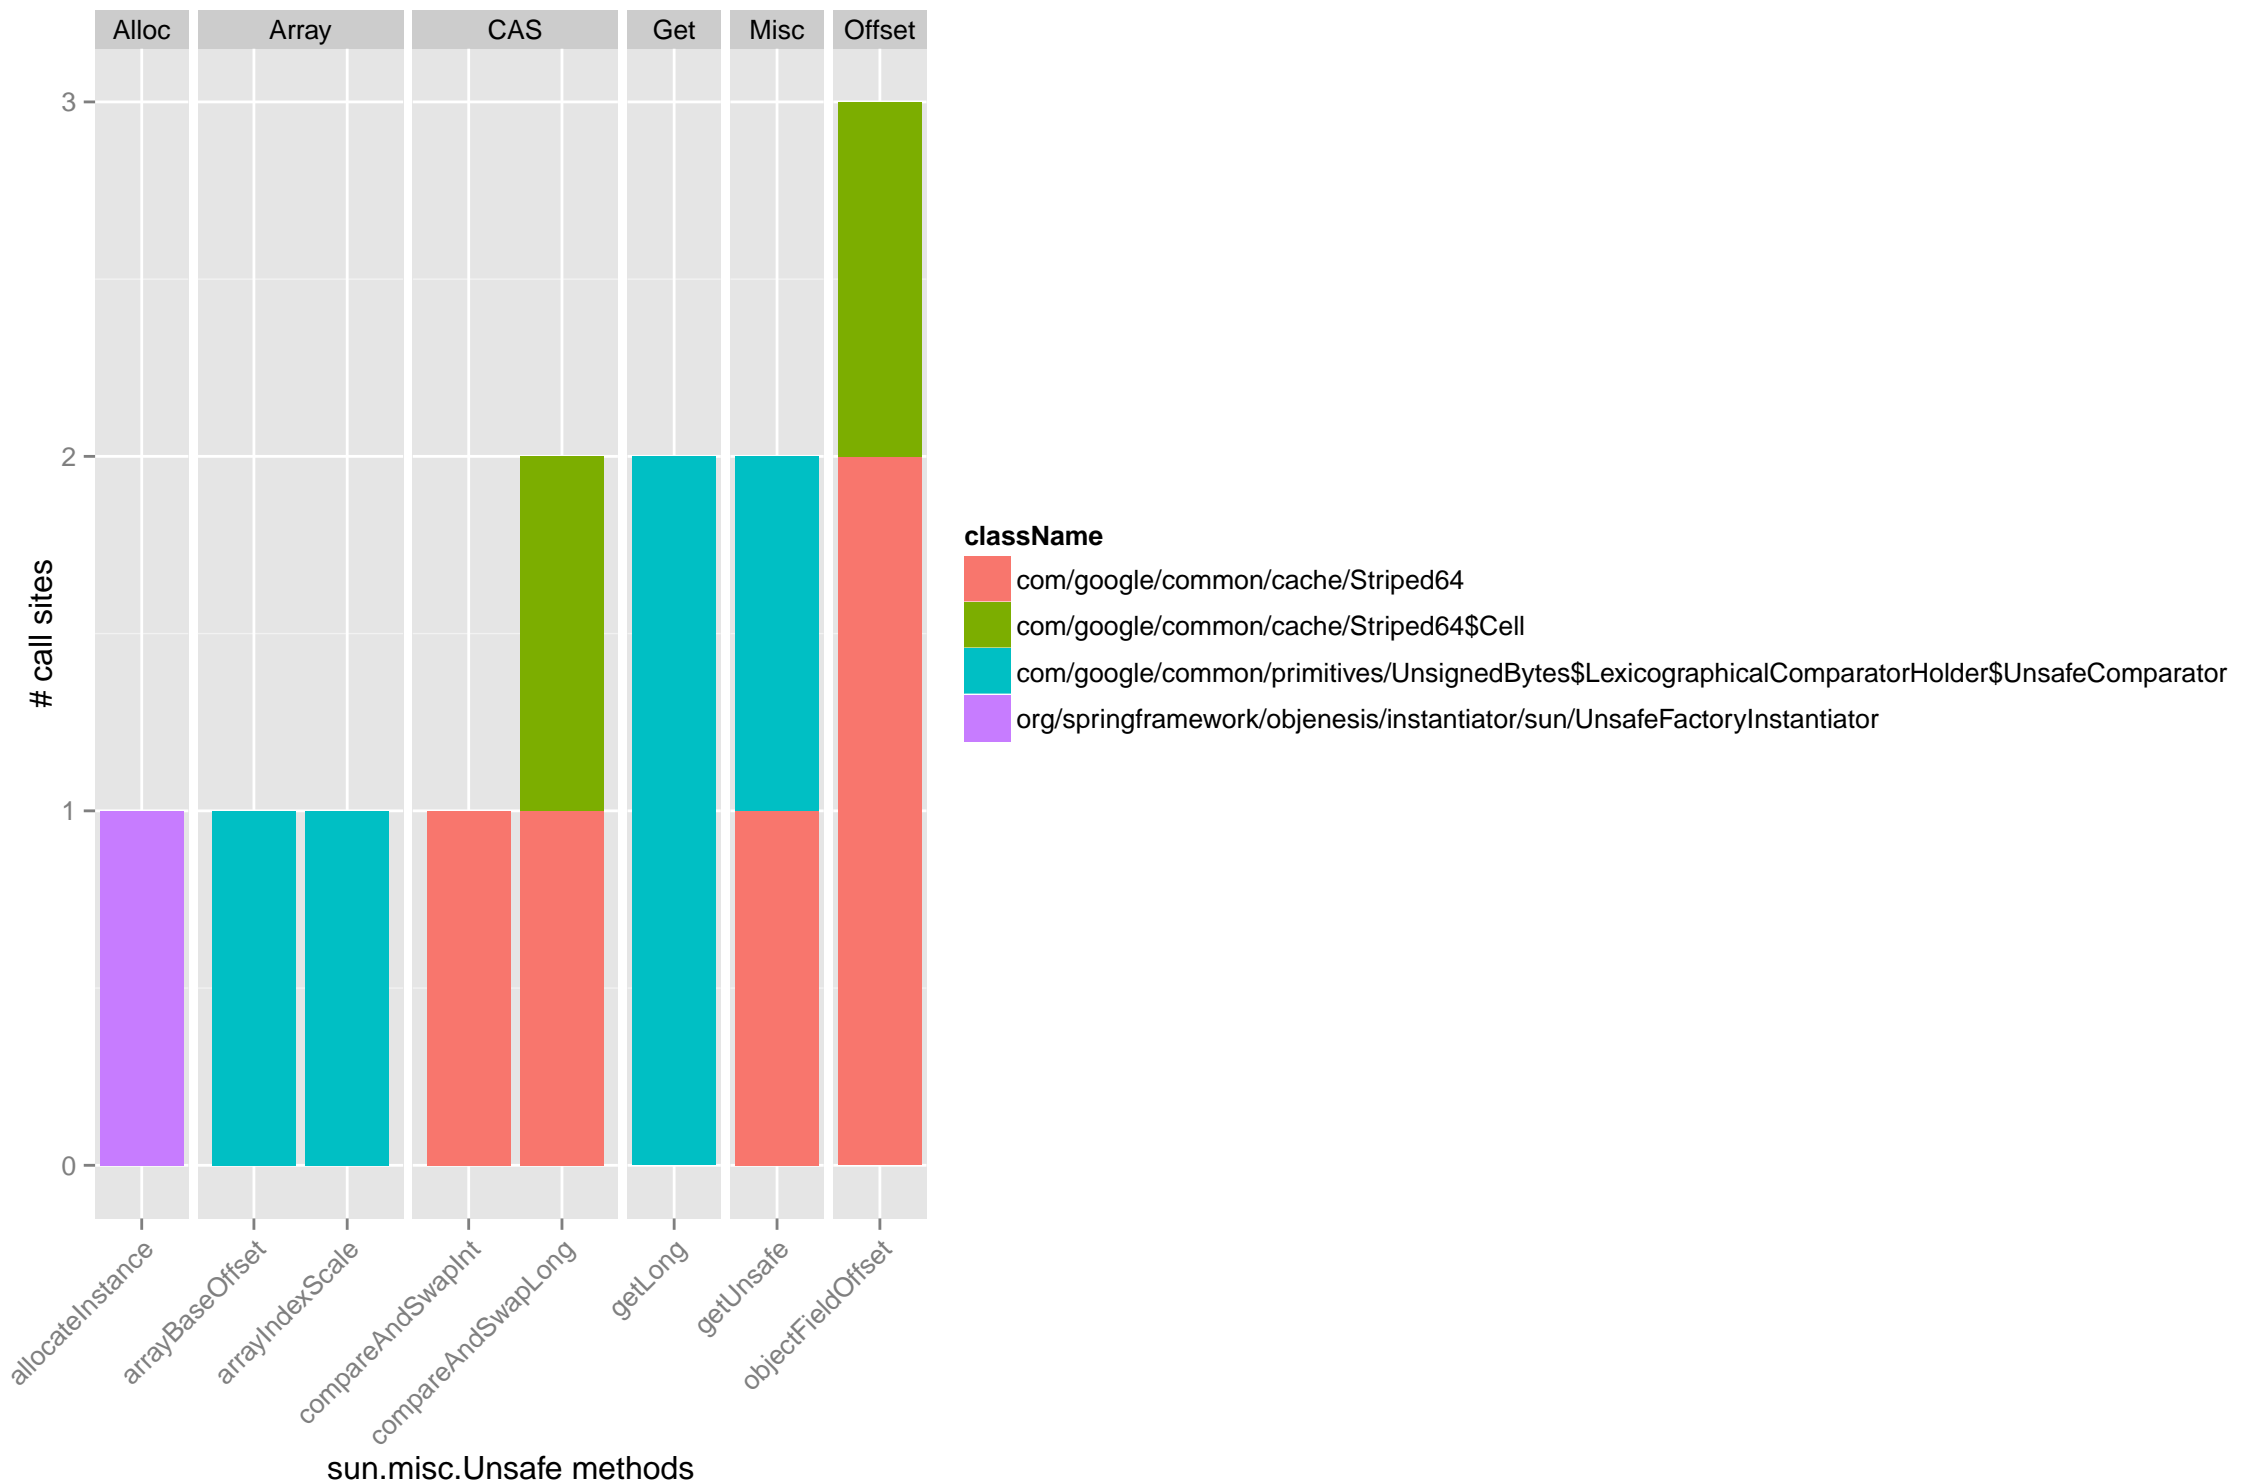 Alloc Array CAS Get Misc Offset
3
2
1
0
# call sites
allocateInstance
arrayBaseOffset
arrayIndexScale
compareAndSwapInt
compareAndSwapLong
getLong
getUnsafe
objectFieldOffset
sun.misc.Unsafe methods
className
com/google/common/cache/Striped64
com/google/common/cache/Striped64$Cell
com/google/common/primitives/UnsignedBytes$LexicographicalComparatorHolder$UnsafeComparator
org/springframework/objenesis/instantiator/sun/UnsafeFactoryInstantiator